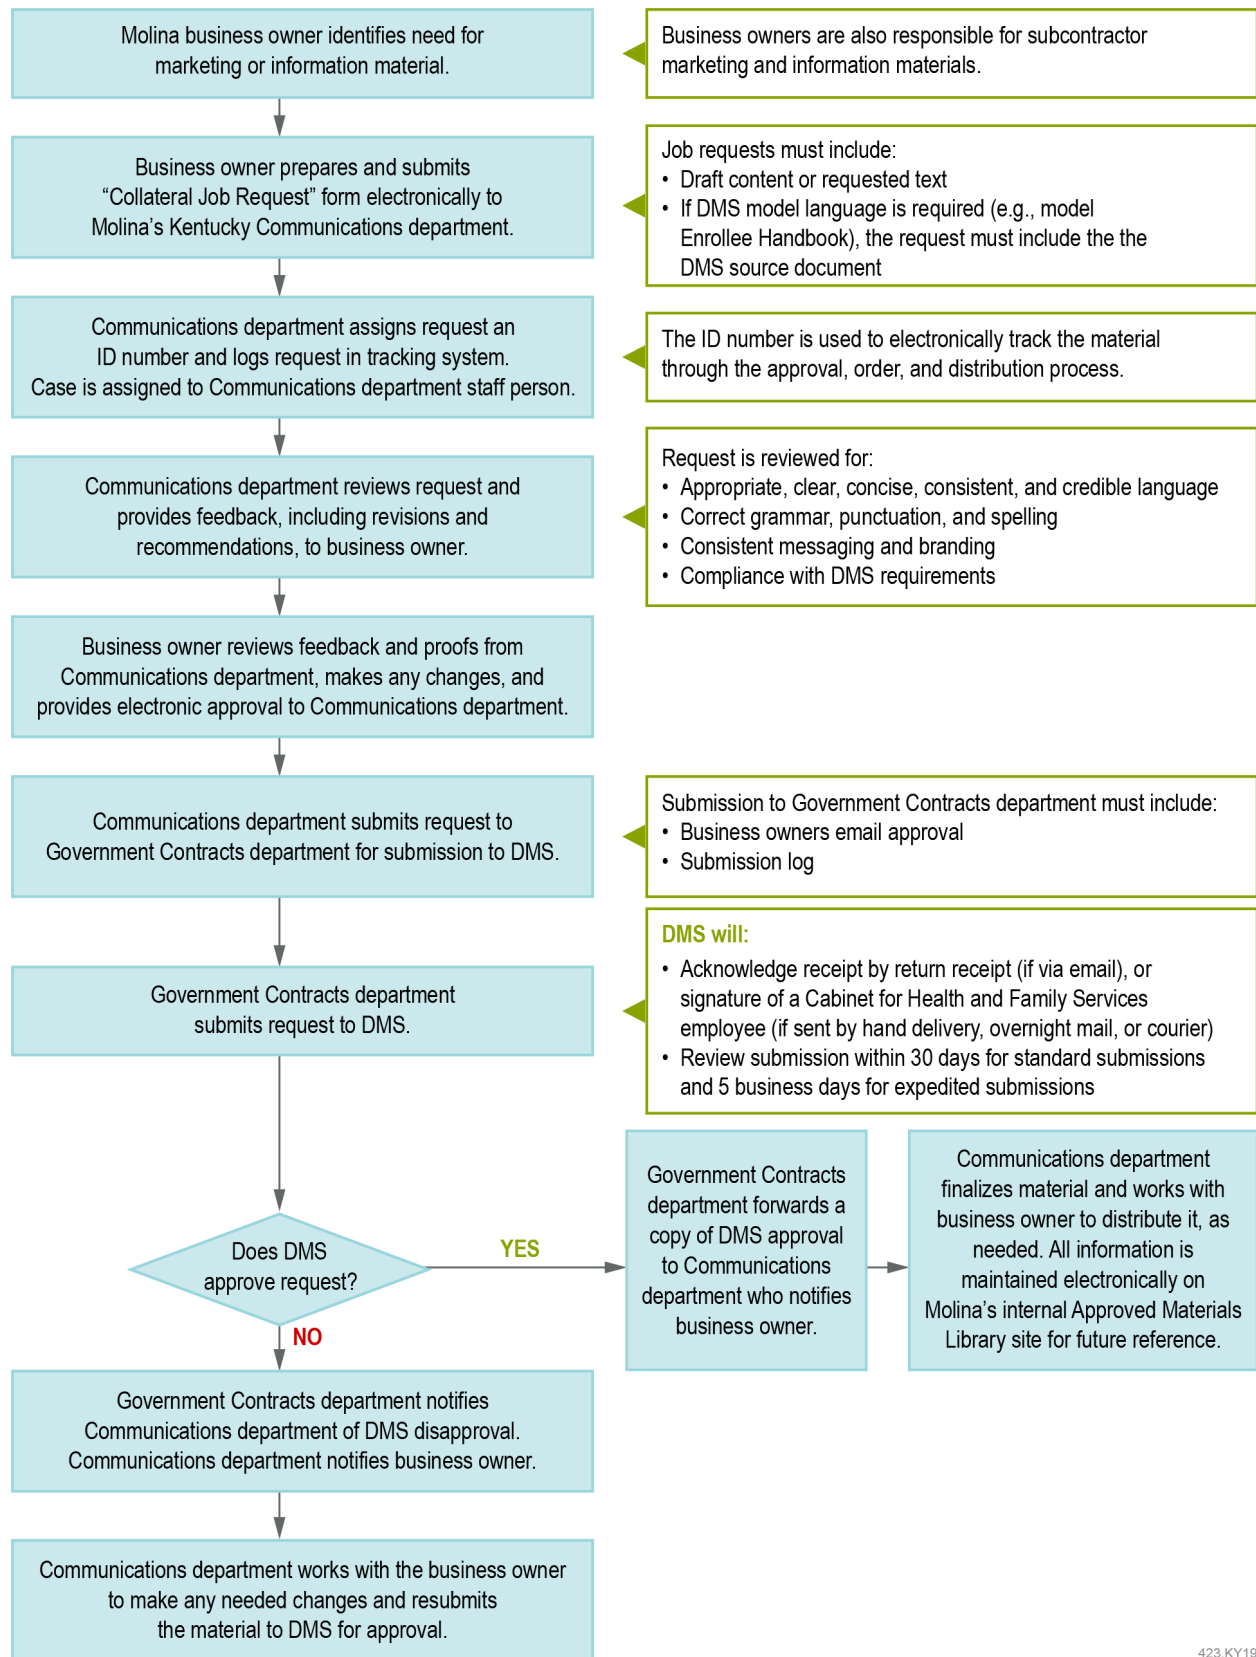 Molina business owner identifies need for
marketing or information material.
Business owners are also responsible for subcontractor
marketing and information materials.
Business owner prepares and submits
“Collateral Job Request” form electronically to
Molina’s Kentucky Communications department.
Job requests must include:
• Draft content or requested text
• If DMS model language is required (e.g., model
Enrollee Handbook), the request must include the the
DMS source document
Communications department assigns request an
ID number and logs request in tracking system.
Case is assigned to Communications department staff person.
The ID number is used to electronically track the material
through the approval, order, and distribution process.
Communications department reviews request and
provides feedback, including revisions and
recommendations, to business owner.
Request is reviewed for:
• Appropriate, clear, concise, consistent, and credible language
• Correct grammar, punctuation, and spelling
• Consistent messaging and branding
• Compliance with DMS requirements
Business owner reviews feedback and proofs from
Communications department, makes any changes, and
provides electronic approval to Communications department.
Communications department submits request to
Government Contracts department for submission to DMS.
Submission to Government Contracts department must include:
• Business owners email approval
• Submission log
Government Contracts department
submits request to DMS.
DMS will:
• Acknowledge receipt by return receipt (if via email), or
signature of a Cabinet for Health and Family Services
employee (if sent by hand delivery, overnight mail, or courier)
• Review submission within 30 days for standard submissions
and 5 business days for expedited submissions
Does DMS
approve request?
YES
Government Contracts
department forwards a
copy of DMS approval
to Communications
department who notifies
business owner.
Communications department
finalizes material and works with
business owner to distribute it, as
needed. All information is
maintained electronically on
Molina’s internal Approved Materials
Library site for future reference.
NO
Government Contracts department notifies
Communications department of DMS disapproval.
Communications department notifies business owner.
Communications department works with the business owner
to make any needed changes and resubmits
the material to DMS for approval.
423.KY19